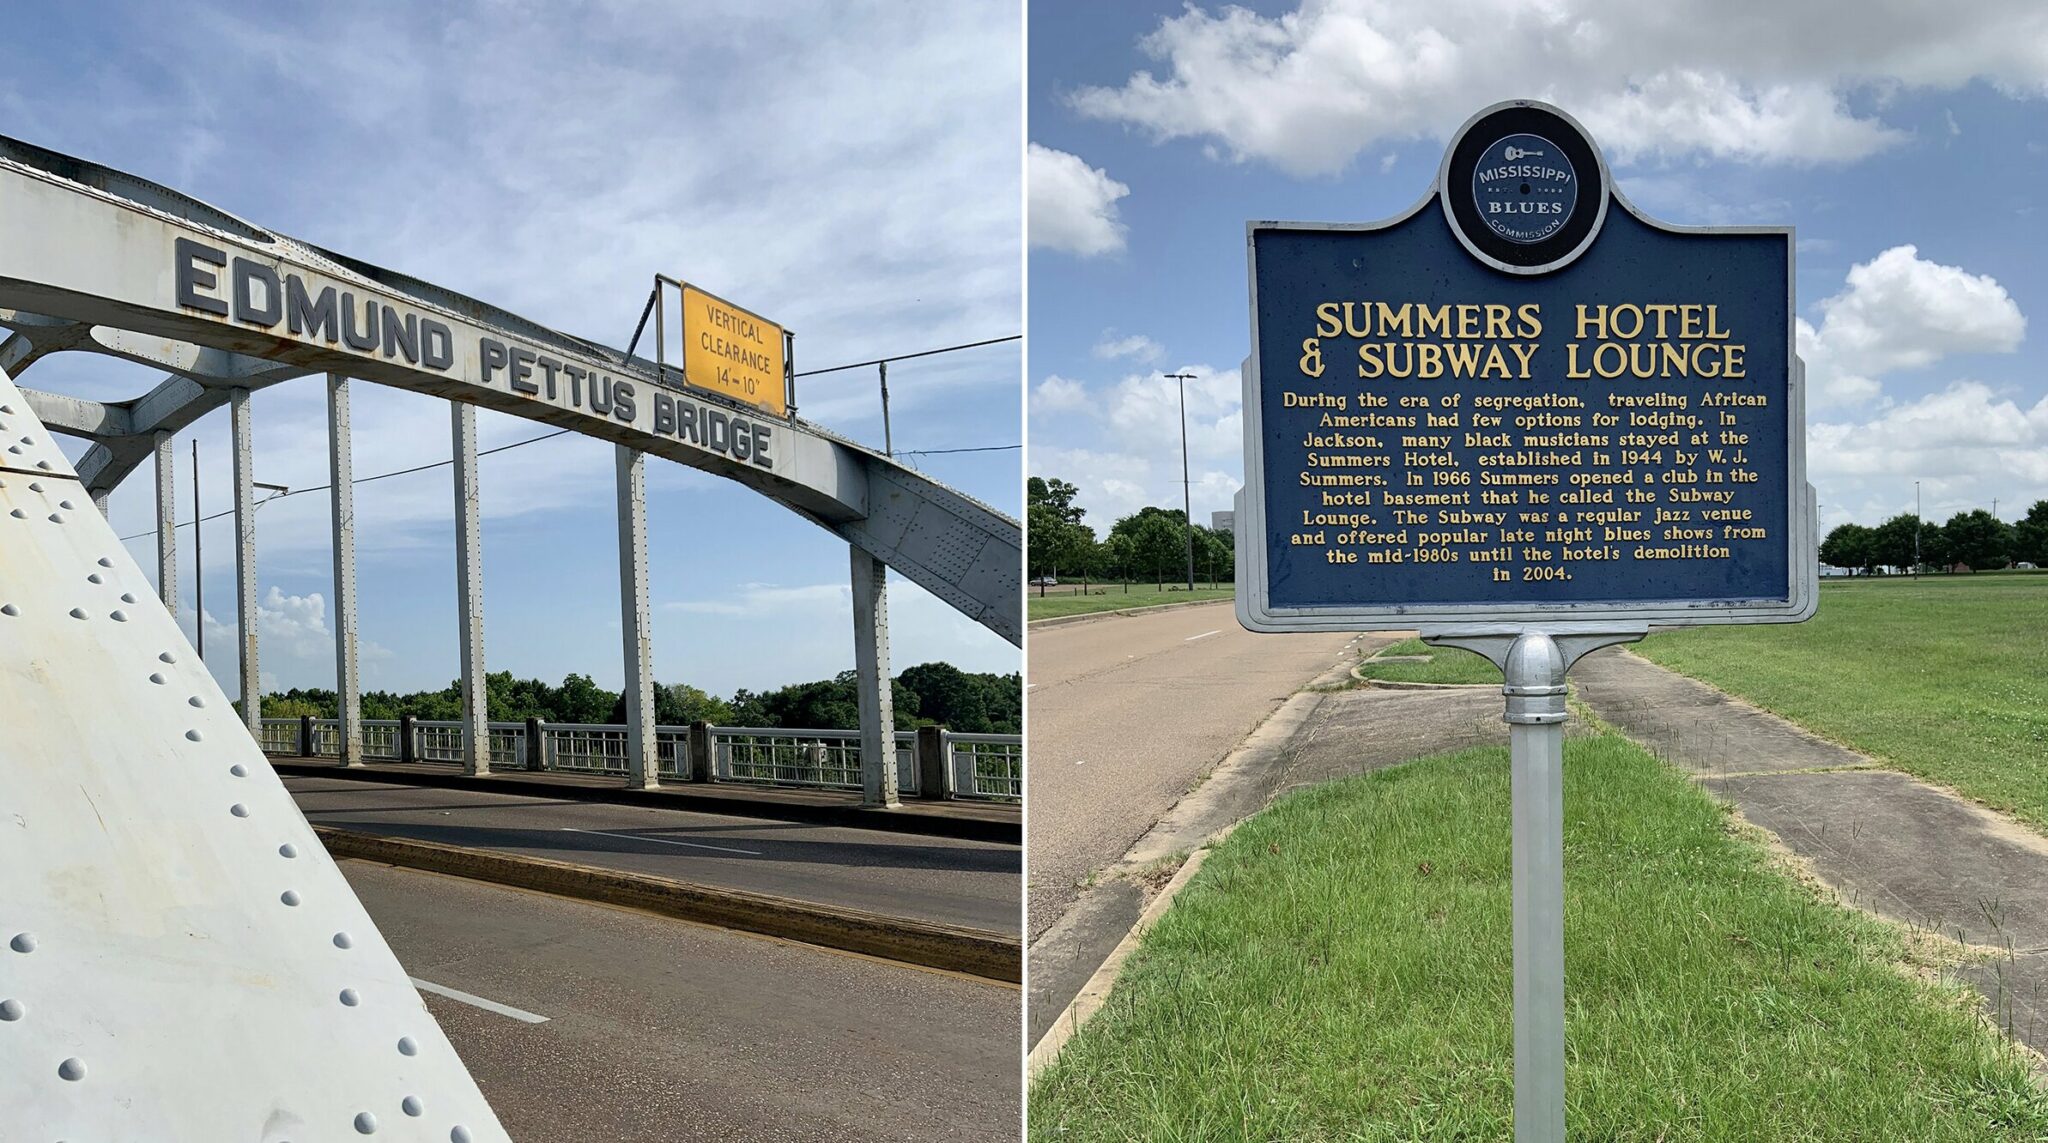 EDMUND PETTUS BRIDGE
VERTICAL
CLEARANCE
14'-10"
MISSISSIPPI
BLUES
COMMISSION
SUMMERS HOTEL
& SUBWAY LOUNGE
During the era of segregation, traveling African
Americans had few options for lodging. In
Jackson, many black musicians stayed at the
Summers Hotel, established in 1944 by W. J.
Summers. In 1966 Summers opened a club in the
hotel basement that he called the Subway
Lounge. The Subway was a regular jazz venue
and offered popular late night blues shows from
the mid-1980s until the hotel's demolition
in 2004.